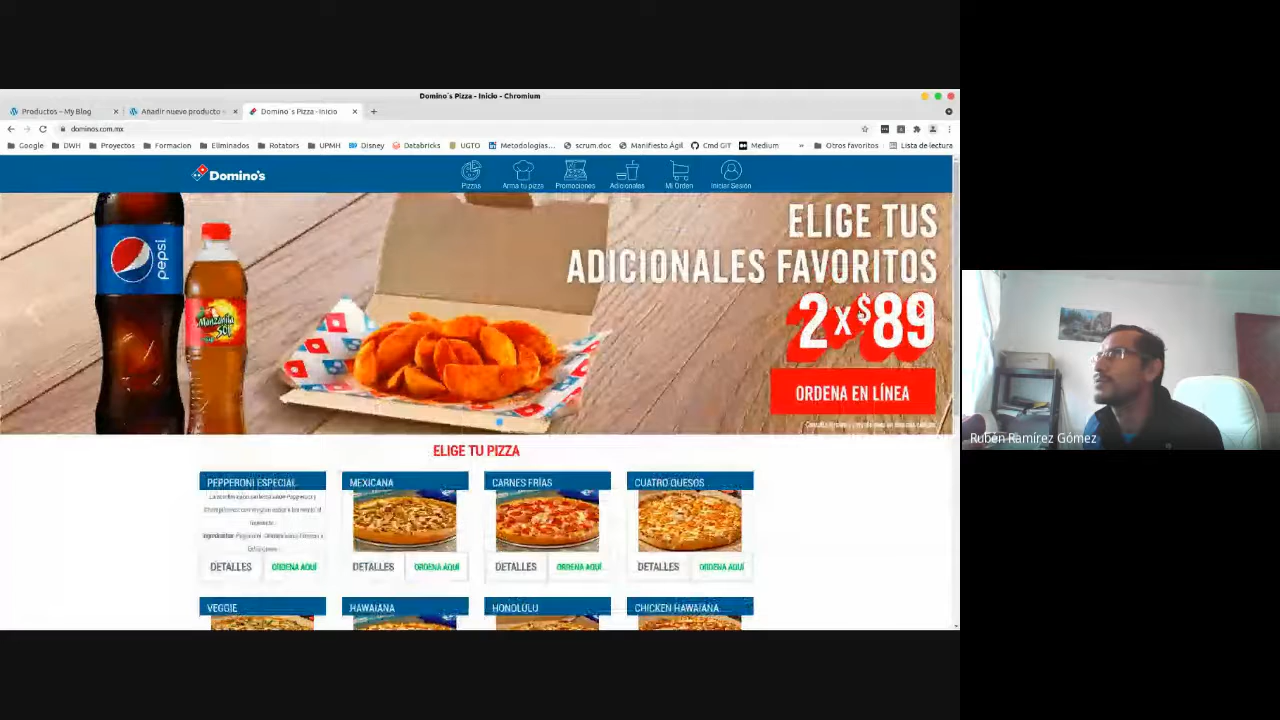 Domino´s Pizza - Inicio - Chromium
Productos – My Blog
Añadir nuevo producto
Domino´s Pizza - Inicio
dominos.com.mx
Google
DWH
Proyectos
Formacion
Eliminados
Rotators
UPMH
Disney
Databricks
UGTO
Metodologías...
scrum.doc
Manifiesto Ágil
Cmd GIT
Medium
»
Otros favoritos
Lista de lectura
Domino's
Pizzas
Arma tu pizza
Promociones
Adicionales
Mi Orden
Iniciar Sesión
pepsi
Manzanita
Sol
ELIGE TUS
ADICIONALES FAVORITOS
2x$89
ORDENA EN LÍNEA
ELIGE TU PIZZA
PEPPERONI ESPECIAL
MEXICANA
CARNES FRÍAS
CUATRO QUESOS
DETALLES
ORDENA AQUÍ
DETALLES
ORDENA AQUÍ
DETALLES
ORDENA AQUÍ
DETALLES
ORDENA AQUÍ
VEGGIE
HAWAIANA
HONOLULU
CHICKEN HAWAIANA
Rubén Ramírez Gómez